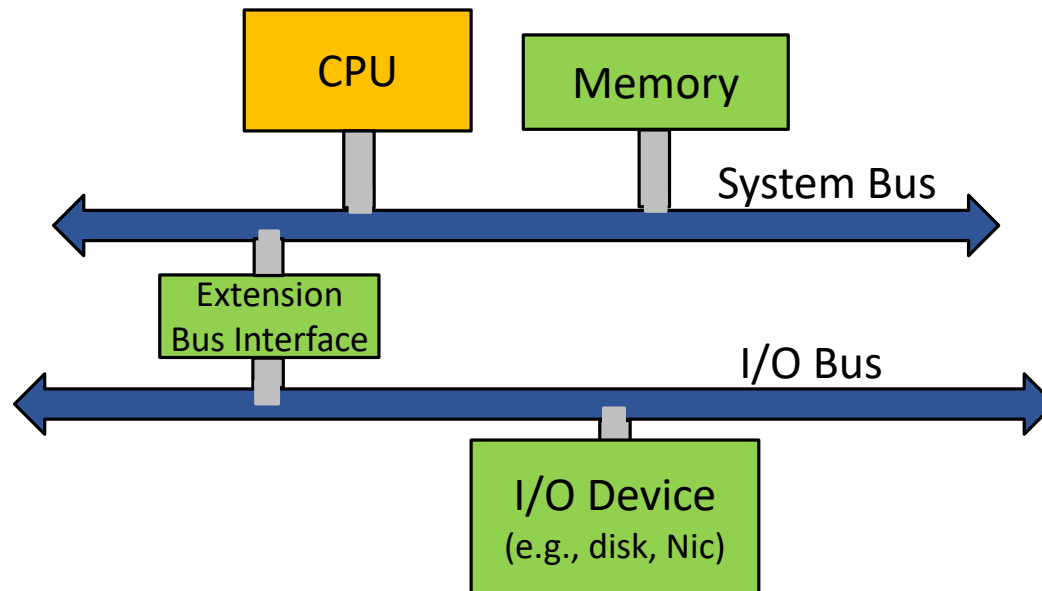 CPU
Memory
System Bus
Extension
Bus Interface
I/O Bus
I/O Device
(e.g., disk, Nic)